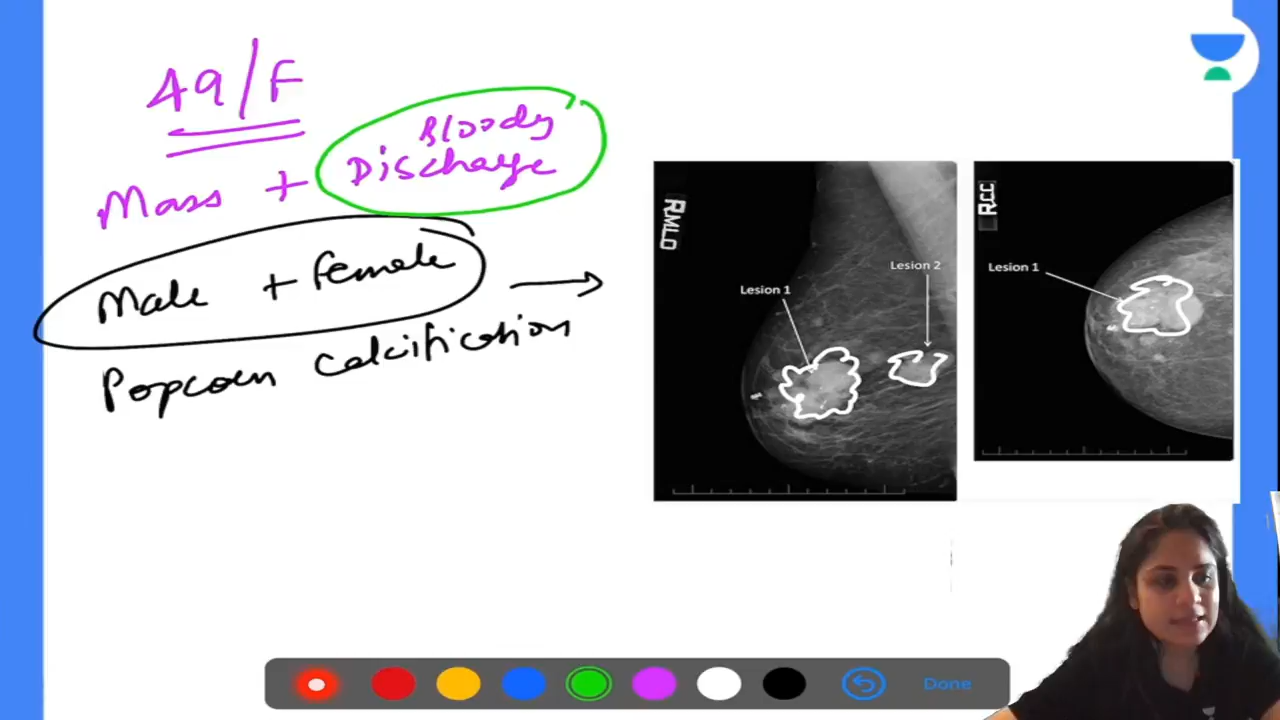 49/F
Bloody
Mass + Discharge
Male + female
Popcorn calcification
RMLO
Lesion 1
Lesion 2
RCC
Lesion 1
Done